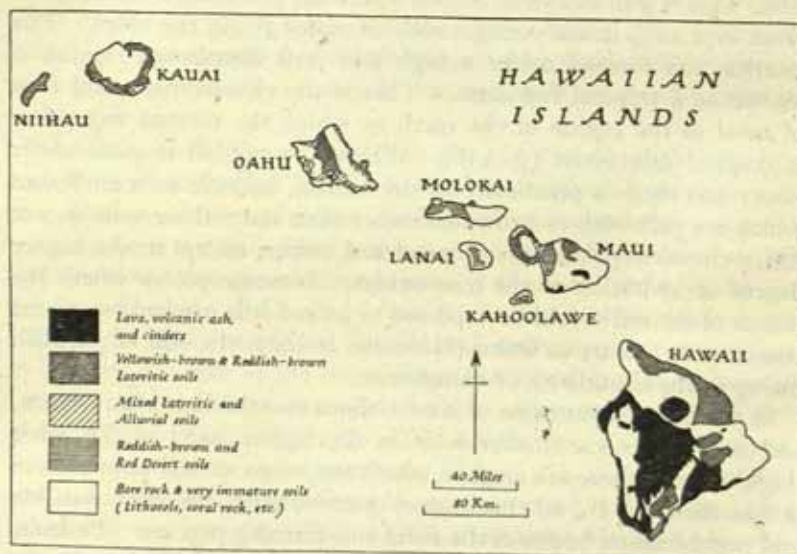 HAWAIIAN
ISLANDS
KAUAI
NIIHAU
OAHU
MOLOKAI
LANAI
MAUI
KAHOOLAWE
HAWAII
Lava, volcanic ash,
and cinders
Yellowish-brown & Reddish-brown
Lateritic soils
Mixed Lateritic and
Alluvial soils
Reddish-brown and
Red Desert soils
Bare rock & very immature soils
(Lithosols, coral rock, etc.)
40 Miles
80 Km.